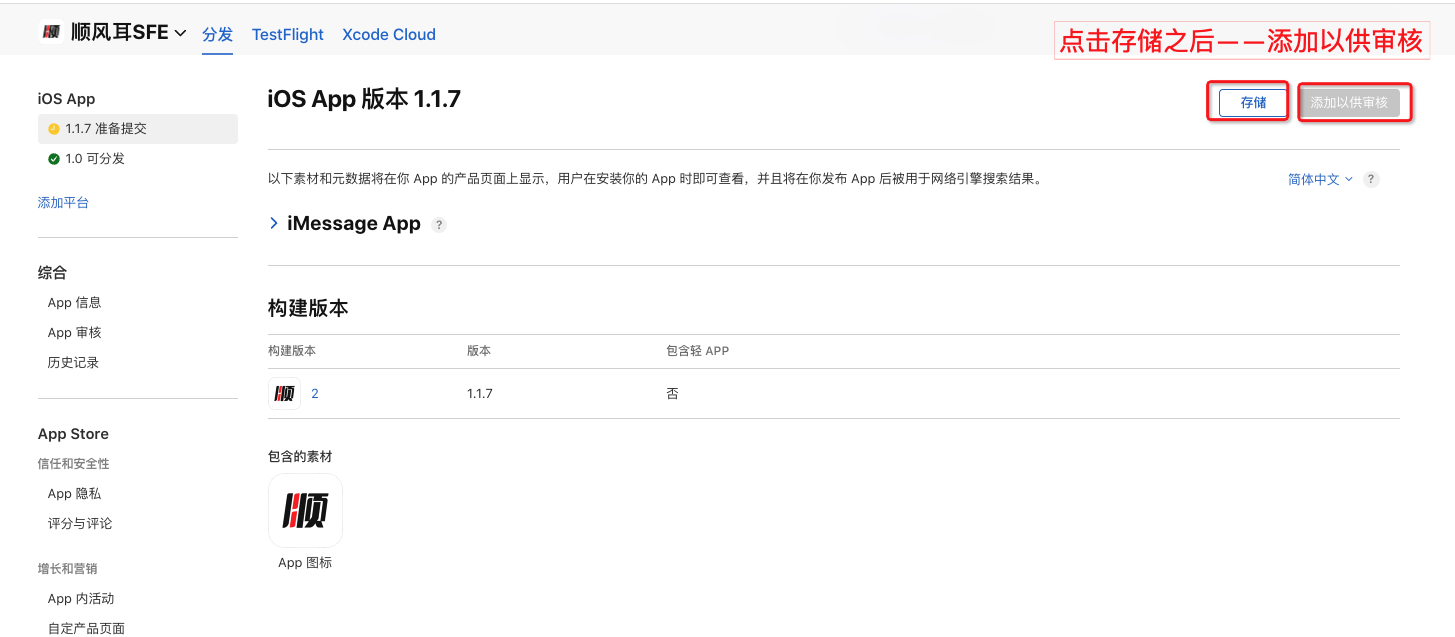 顺 顺风耳SFE 分发 TestFlight Xcode Cloud
点击存储之后——添加以供审核
iOS App
1.1.7 准备提交
1.0 可分发
添加平台
综合
App 信息
App 审核
历史记录
App Store
信任和安全性
App 隐私
评分与评论
增长和营销
App 内活动
自定产品页面
iOS App 版本 1.1.7
存储 添加以供审核
以下素材和元数据将在你 App 的产品页面上显示，用户在安装你的 App 时即可查看，并且将在你发布 App 后被用于网络引擎搜索结果。
简体中文 ?
iMessage App ?
构建版本
构建版本 版本 包含轻 APP
顺 2 1.1.7 否
包含的素材
顺
App 图标